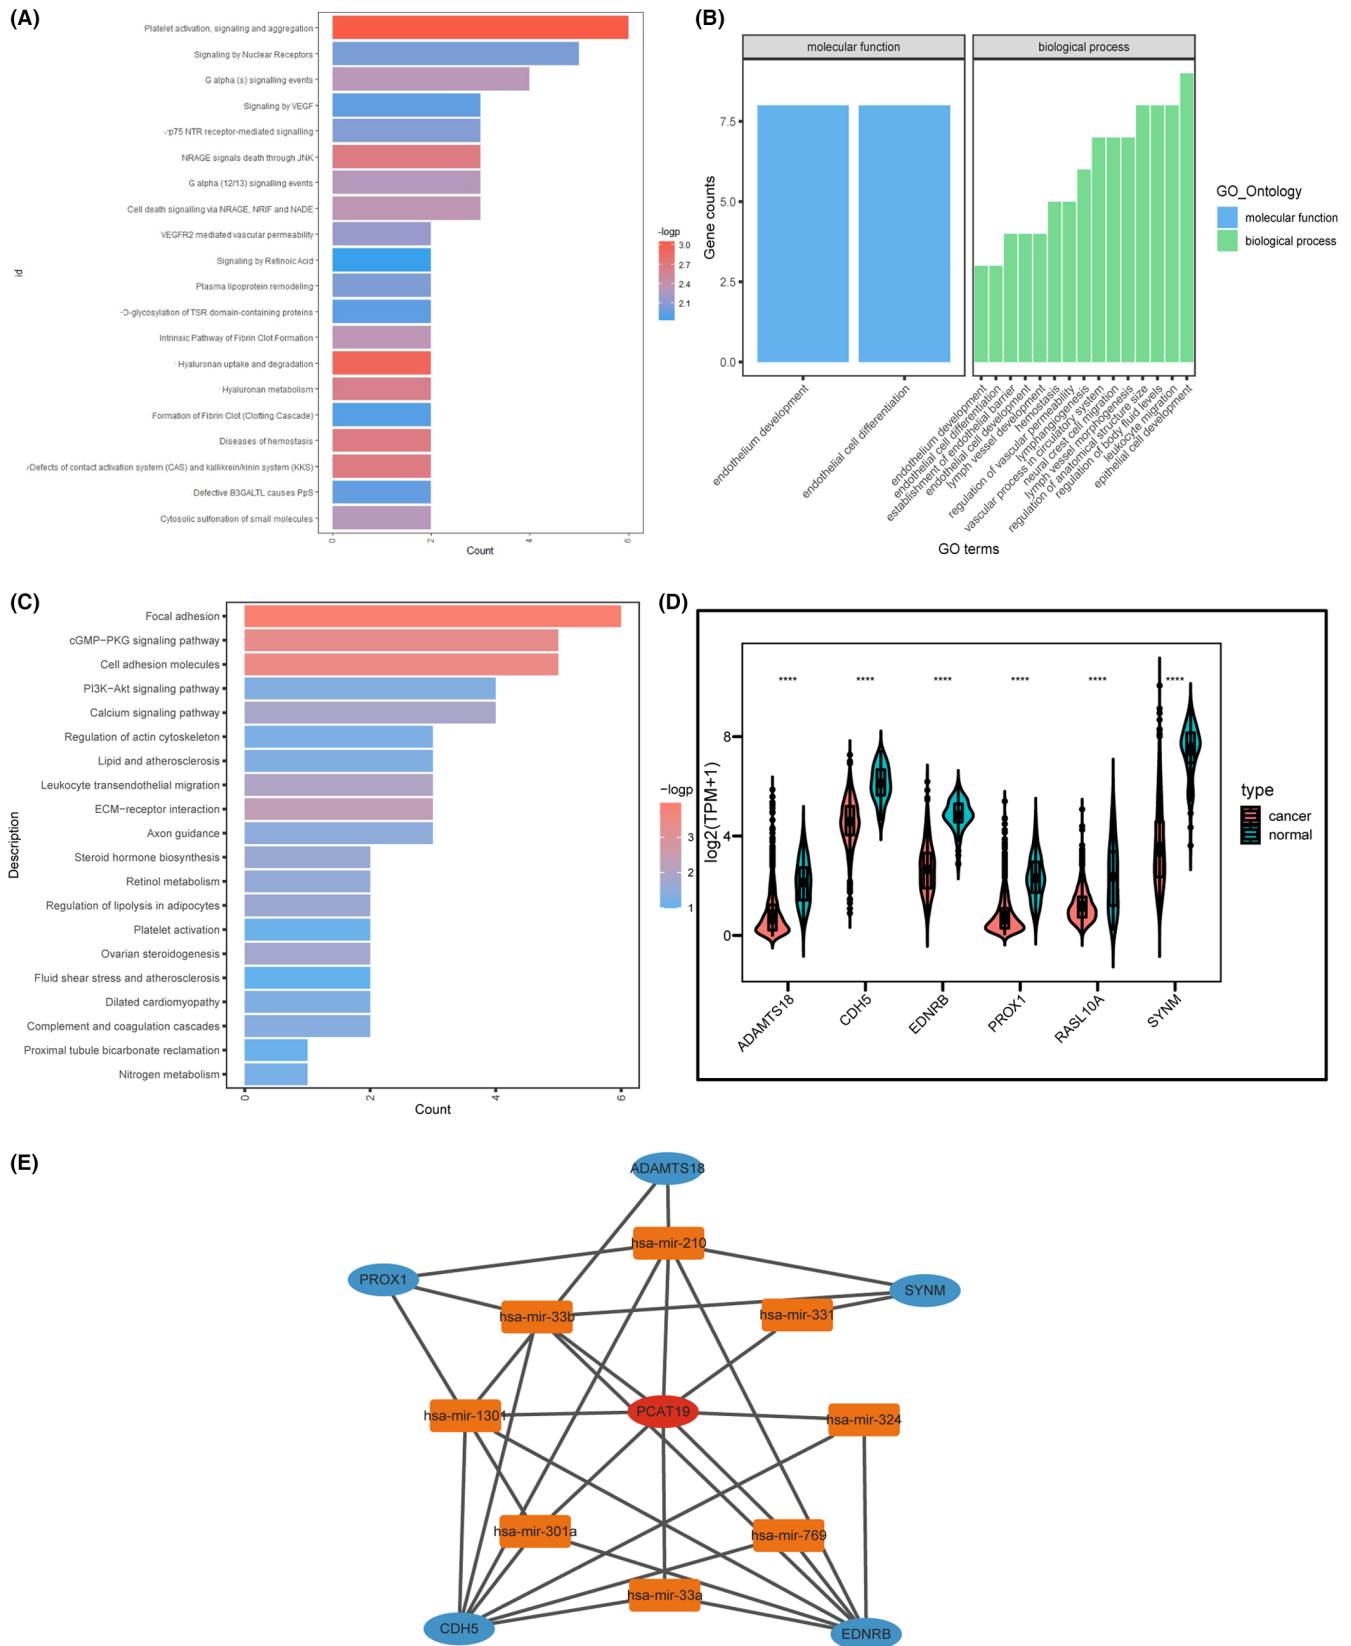 (A)
Platelet activation, signaling and aggregation
Signaling by Nuclear Receptors
G alpha (s) signalling events
Signaling by VEGF
p75 NTR receptor-mediated signalling
NRAGE signals death through JNK
G alpha (12/13) signalling events
Cell death signalling via NRAGE, NRIF and NADE
VEGFR2 mediated vascular permeability
Signaling by Retinoic Acid
Plasma lipoprotein remodeling
O-glycosylation of TSR domain-containing proteins
Intrinsic Pathway of Fibrin Clot Formation
Hyaluronan uptake and degradation
Hyaluronan metabolism
Formation of Fibrin Clot (Clotting Cascade)
Diseases of hemostasis
Defects of contact activation system (CAS) and kallikrein/kinin system (KKS)
Defective B3GALTL causes PpS
Cytosolic sulfonation of small molecules
id
0 2 4 6
Count
-logp
3.0
2.7
2.4
2.1
(B)
molecular function
biological process
Gene counts
7.5
5.0
2.5
0.0
endothelium development
endothelial cell differentiation
endothelium development
endothelial cell differentiation
establishment of endothelial barrier
endothelial cell development
lymph vessel development
hemostasis
regulation of vascular permeability
lymphangiogenesis
vascular process in circulatory system
neural crest cell migration
lymph vessel morphogenesis
regulation of anatomical structure size
regulation of body fluid levels
leukocyte migration
epithelial cell development
GO terms
GO_Ontology
molecular function
biological process
(C)
Focal adhesion
cGMP−PKG signaling pathway
Cell adhesion molecules
PI3K−Akt signaling pathway
Calcium signaling pathway
Regulation of actin cytoskeleton
Lipid and atherosclerosis
Leukocyte transendothelial migration
ECM−receptor interaction
Axon guidance
Steroid hormone biosynthesis
Retinol metabolism
Regulation of lipolysis in adipocytes
Platelet activation
Ovarian steroidogenesis
Fluid shear stress and atherosclerosis
Dilated cardiomyopathy
Complement and coagulation cascades
Proximal tubule bicarbonate reclamation
Nitrogen metabolism
Description
0 2 4 6
Count
−logp
3
2
1
(D)
log2(TPM+1)
8
4
0
**** **** **** **** **** ****
ADAMTS18
CDH5
EDNRB
PROX1
RASL10A
SYNM
type
cancer
normal
(E)
ADAMTS18
hsa-mir-210
PROX1
SYNM
hsa-mir-33b
hsa-mir-331
hsa-mir-1301
PCAT19
hsa-mir-324
hsa-mir-301a
hsa-mir-769
hsa-mir-33a
CDH5
EDNRB